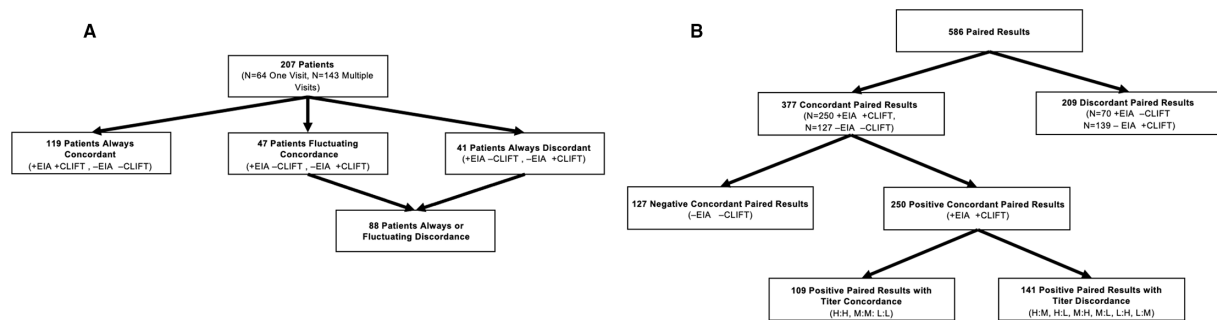 A
207 Patients
(N=64 One Visit, N=143 Multiple
Visits)
119 Patients Always
Concordant
(+EIA +CLIFT , –EIA –CLIFT)
47 Patients Fluctuating
Concordance
(+EIA –CLIFT , –EIA +CLIFT)
41 Patients Always Discordant
(+EIA –CLIFT , –EIA +CLIFT)
88 Patients Always or
Fluctuating Discordance
B
586 Paired Results
377 Concordant Paired Results
(N=250 +EIA +CLIFT,
N=127 –EIA –CLIFT)
209 Discordant Paired Results
(N=70 +EIA –CLIFT
N=139 – EIA +CLIFT)
127 Negative Concordant Paired Results
(–EIA –CLIFT)
250 Positive Concordant Paired Results
(+EIA +CLIFT)
109 Positive Paired Results with
Titer Concordance
(H:H, M:M: L:L)
141 Positive Paired Results with
Titer Discordance
(H:M, H:L, M:H, M:L, L:H, L:M)